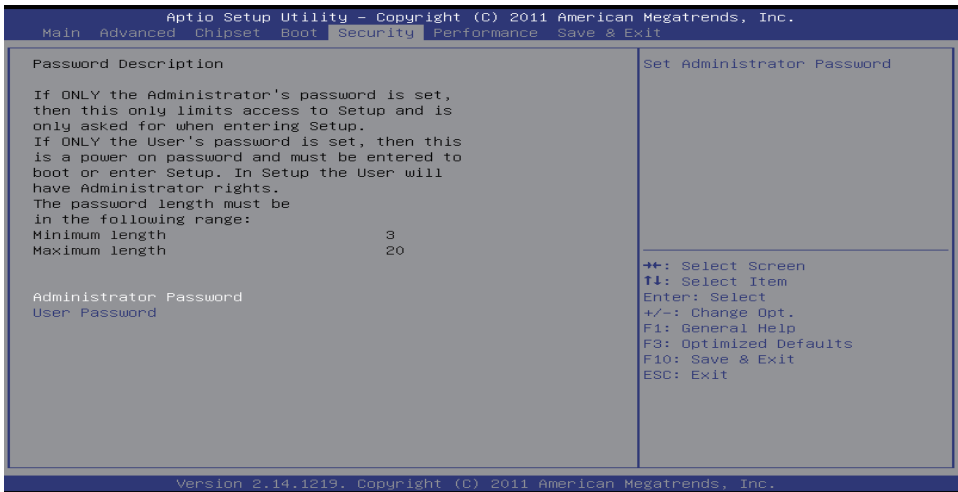 Aptio Setup Utility – Copyright (C) 2011 American Megatrends, Inc.
Main Advanced Chipset Boot Security Performance Save & Exit
Password Description
If ONLY the Administrator's password is set,
then this only limits access to Setup and is
only asked for when entering Setup.
If ONLY the User's password is set, then this
is a power on password and must be entered to
boot or enter Setup. In Setup the User will
have Administrator rights.
The password length must be
in the following range:
Minimum length 3
Maximum length 20
Administrator Password
User Password
Set Administrator Password
→←: Select Screen
↑↓: Select Item
Enter: Select
+/-: Change Opt.
F1: General Help
F3: Optimized Defaults
F10: Save & Exit
ESC: Exit
Version 2.14.1219. Copyright (C) 2011 American Megatrends, Inc.